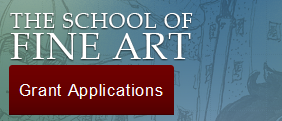 THE SCHOOL OF
FINE ART
Grant Applications